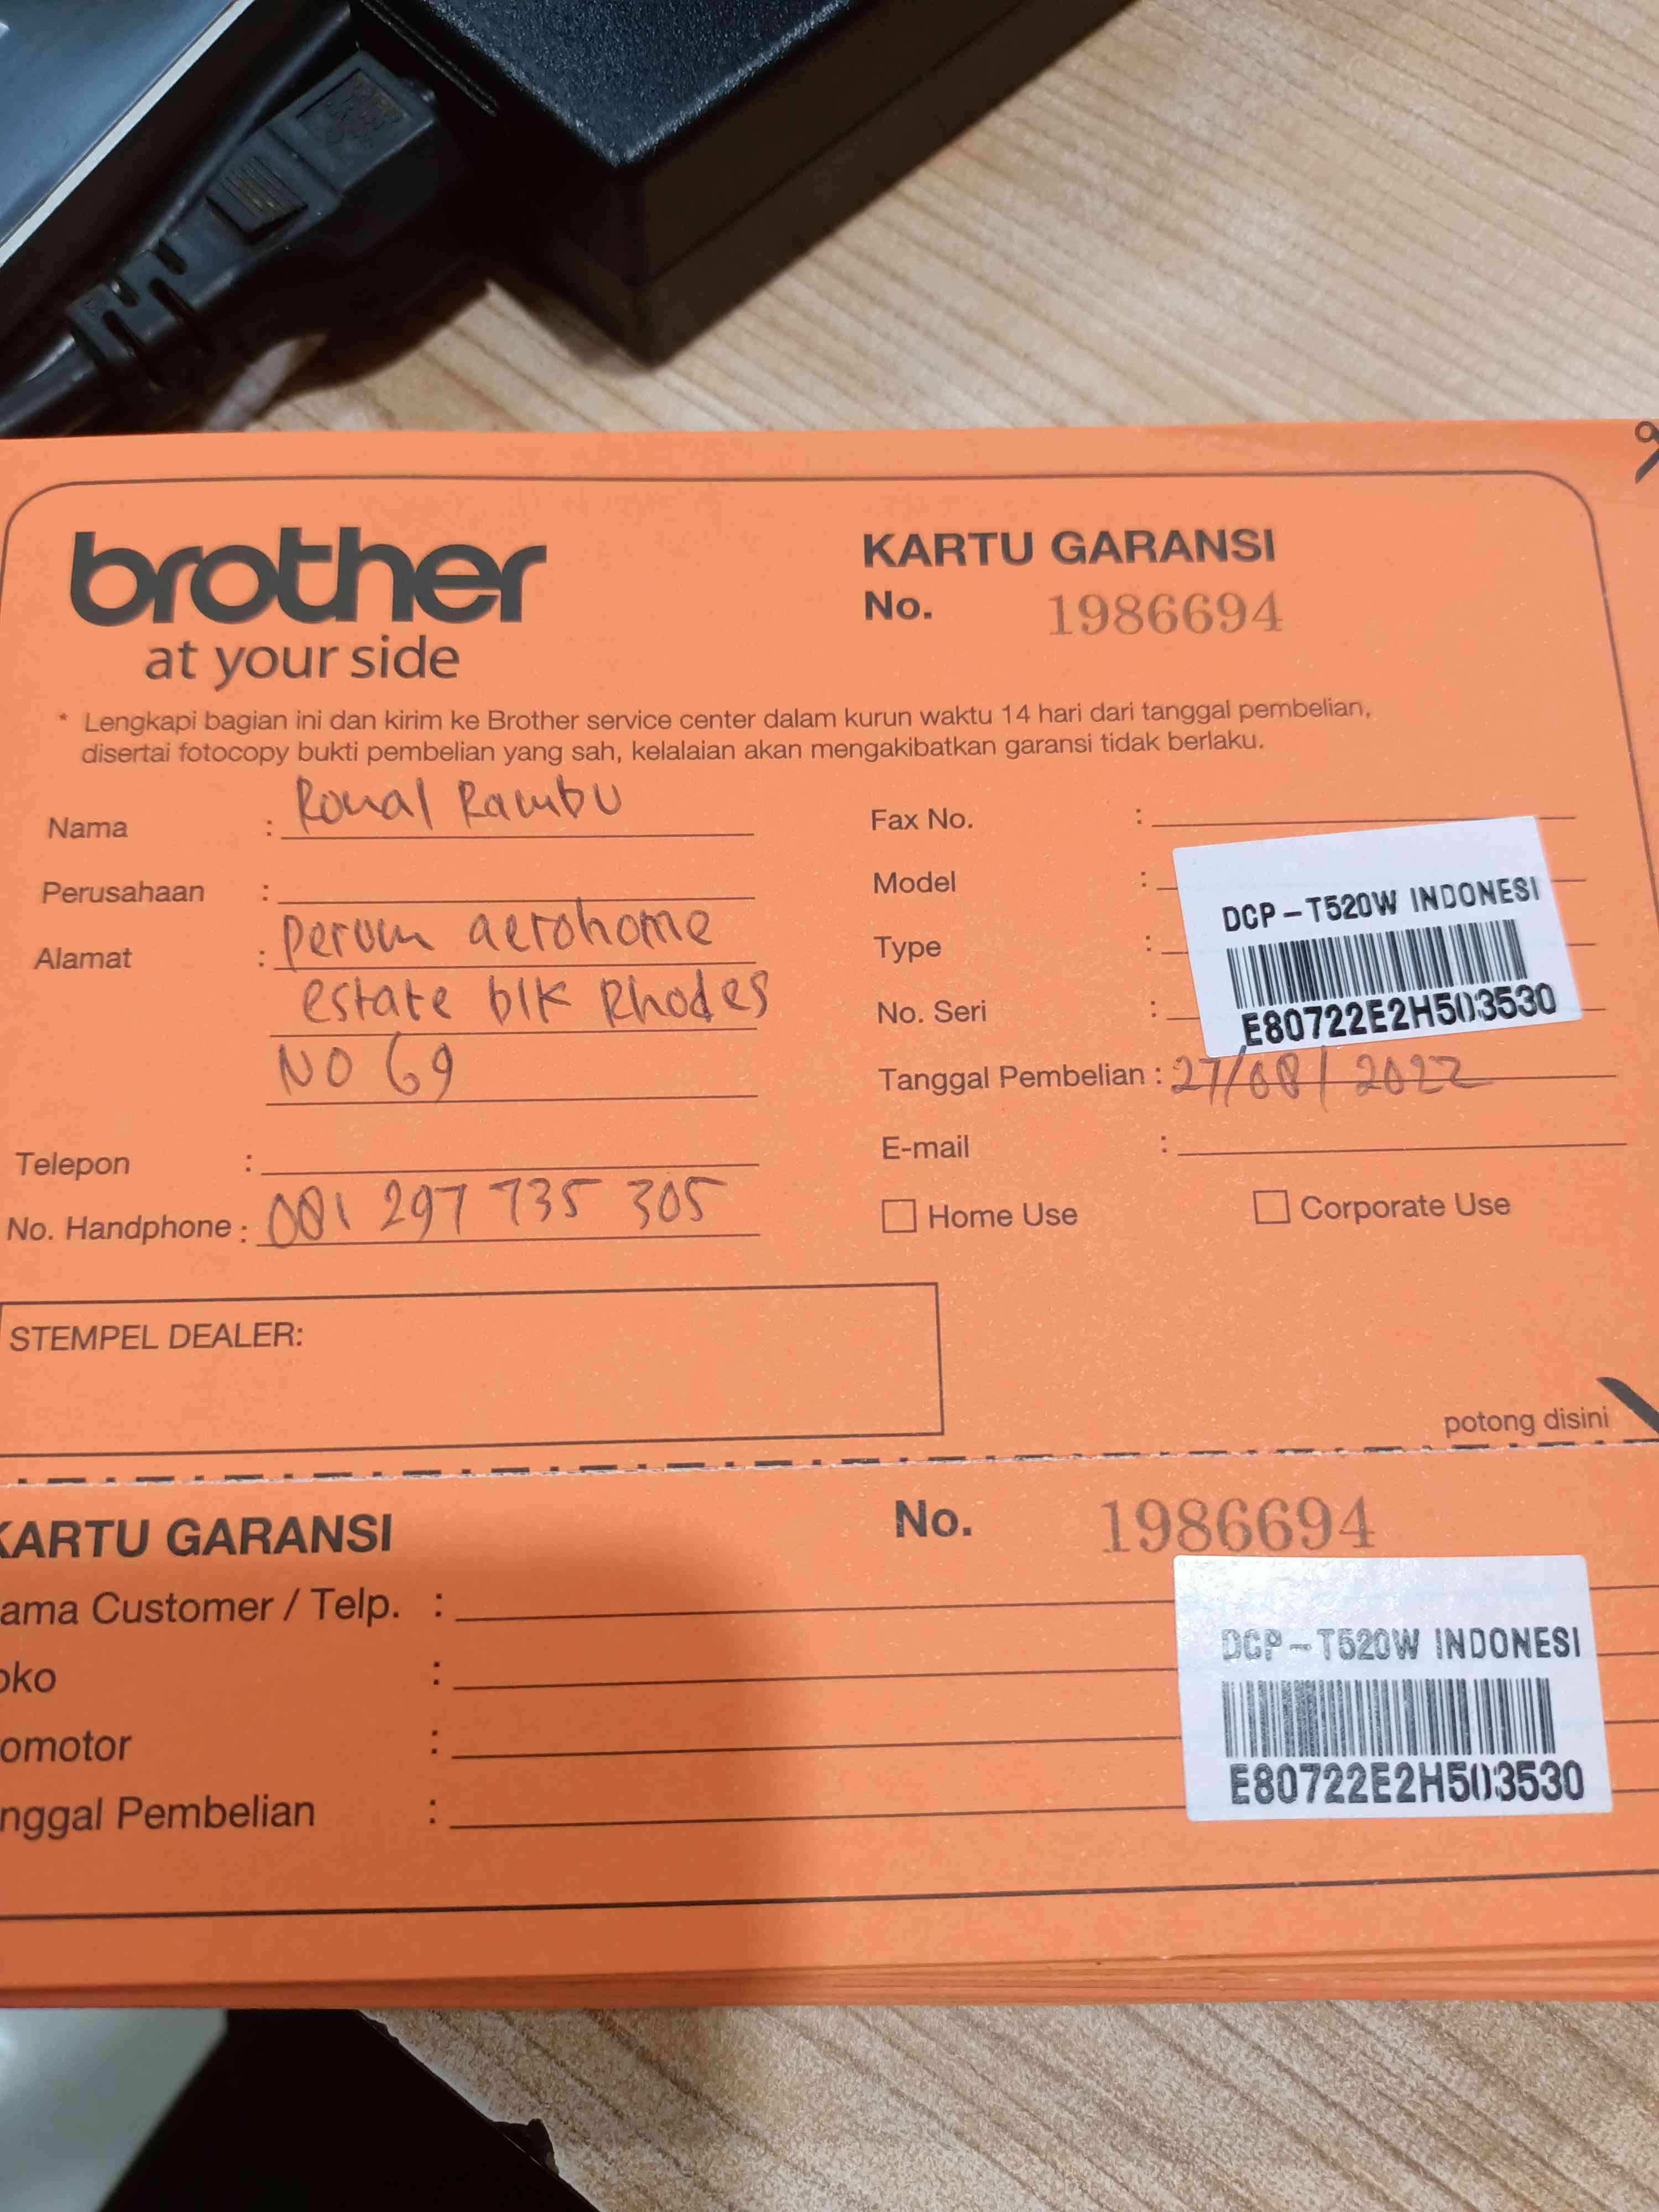 brother
at your side
KARTU GARANSI
No. 1986694
* Lengkapi bagian ini dan kirim ke Brother service center dalam kurun waktu 14 hari dari tanggal pembelian,
disertai fotocopy bukti pembelian yang sah, kelalaian akan mengakibatkan garansi tidak berlaku.
Nama : Ronal Rambu
Perusahaan :
Alamat : perum aerohome
estate blk Rhodes
NO 69
Telepon :
No. Handphone : 081 297 735 305
Fax No. :
Model :
Type :
No. Seri :
DCP-T520W INDONESI
E80722E2H503530
Tanggal Pembelian : 27/08/2022
E-mail :
Home Use Corporate Use
STEMPEL DEALER:
potong disini
KARTU GARANSI No. 1986694
ama Customer / Telp. :
oko :
omotor :
nggal Pembelian :
DCP-T520W INDONESI
E80722E2H503530